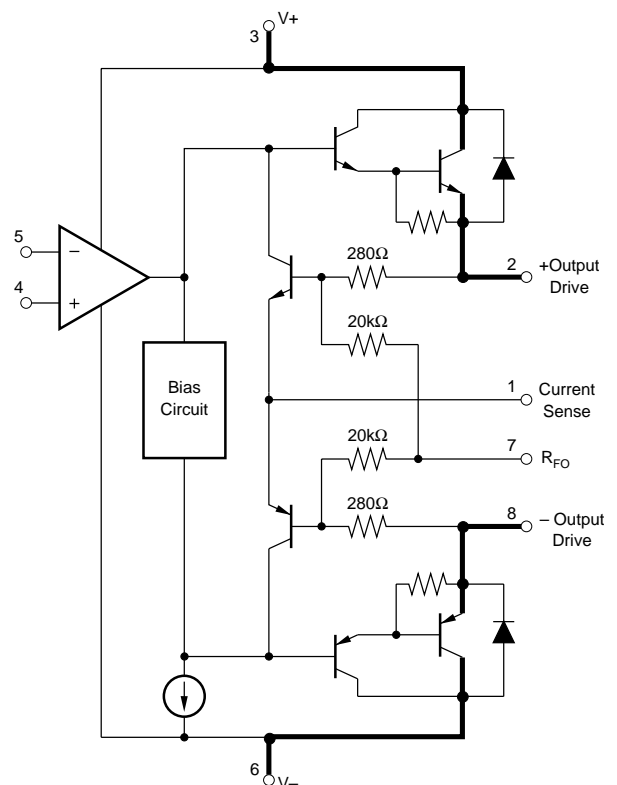 V+
3
5
−
4
+
280Ω
2
+Output
Drive
20kΩ
Bias
Circuit
1
Current
Sense
20kΩ
7
RFO
280Ω
8
– Output
Drive
6
V–